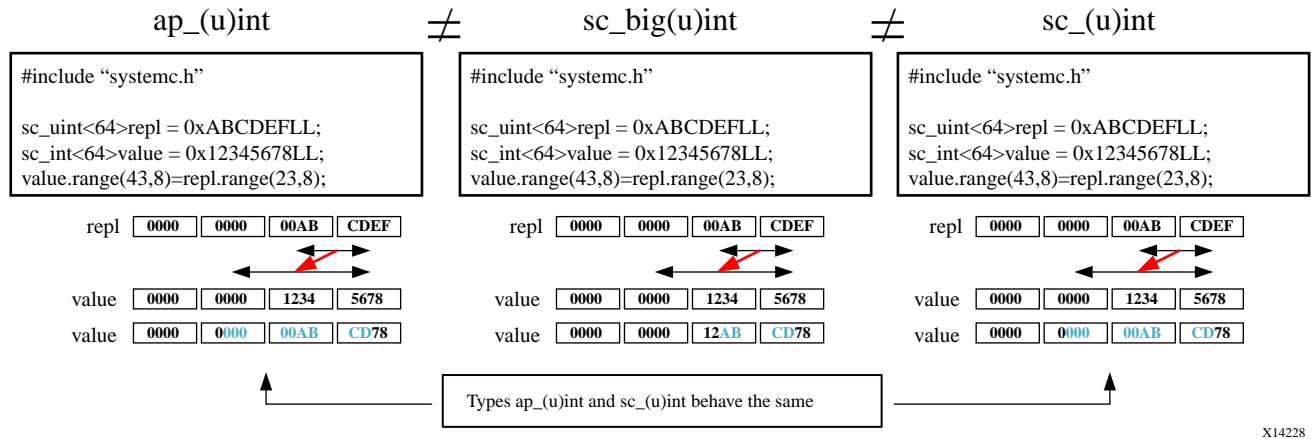 ap_(u)int ≠ sc_big(u)int ≠ sc_(u)int
#include “systemc.h”
sc_uint<64>repl = 0xABCDEFLL;
sc_int<64>value = 0x12345678LL;
value.range(43,8)=repl.range(23,8);
repl 0000 0000 00AB CDEF
value 0000 0000 1234 5678
value 0000 0000 00AB CD78
#include “systemc.h”
sc_uint<64>repl = 0xABCDEFLL;
sc_int<64>value = 0x12345678LL;
value.range(43,8)=repl.range(23,8);
repl 0000 0000 00AB CDEF
value 0000 0000 1234 5678
value 0000 0000 12AB CD78
#include “systemc.h”
sc_uint<64>repl = 0xABCDEFLL;
sc_int<64>value = 0x12345678LL;
value.range(43,8)=repl.range(23,8);
repl 0000 0000 00AB CDEF
value 0000 0000 1234 5678
value 0000 0000 00AB CD78
Types ap_(u)int and sc_(u)int behave the same
X14228